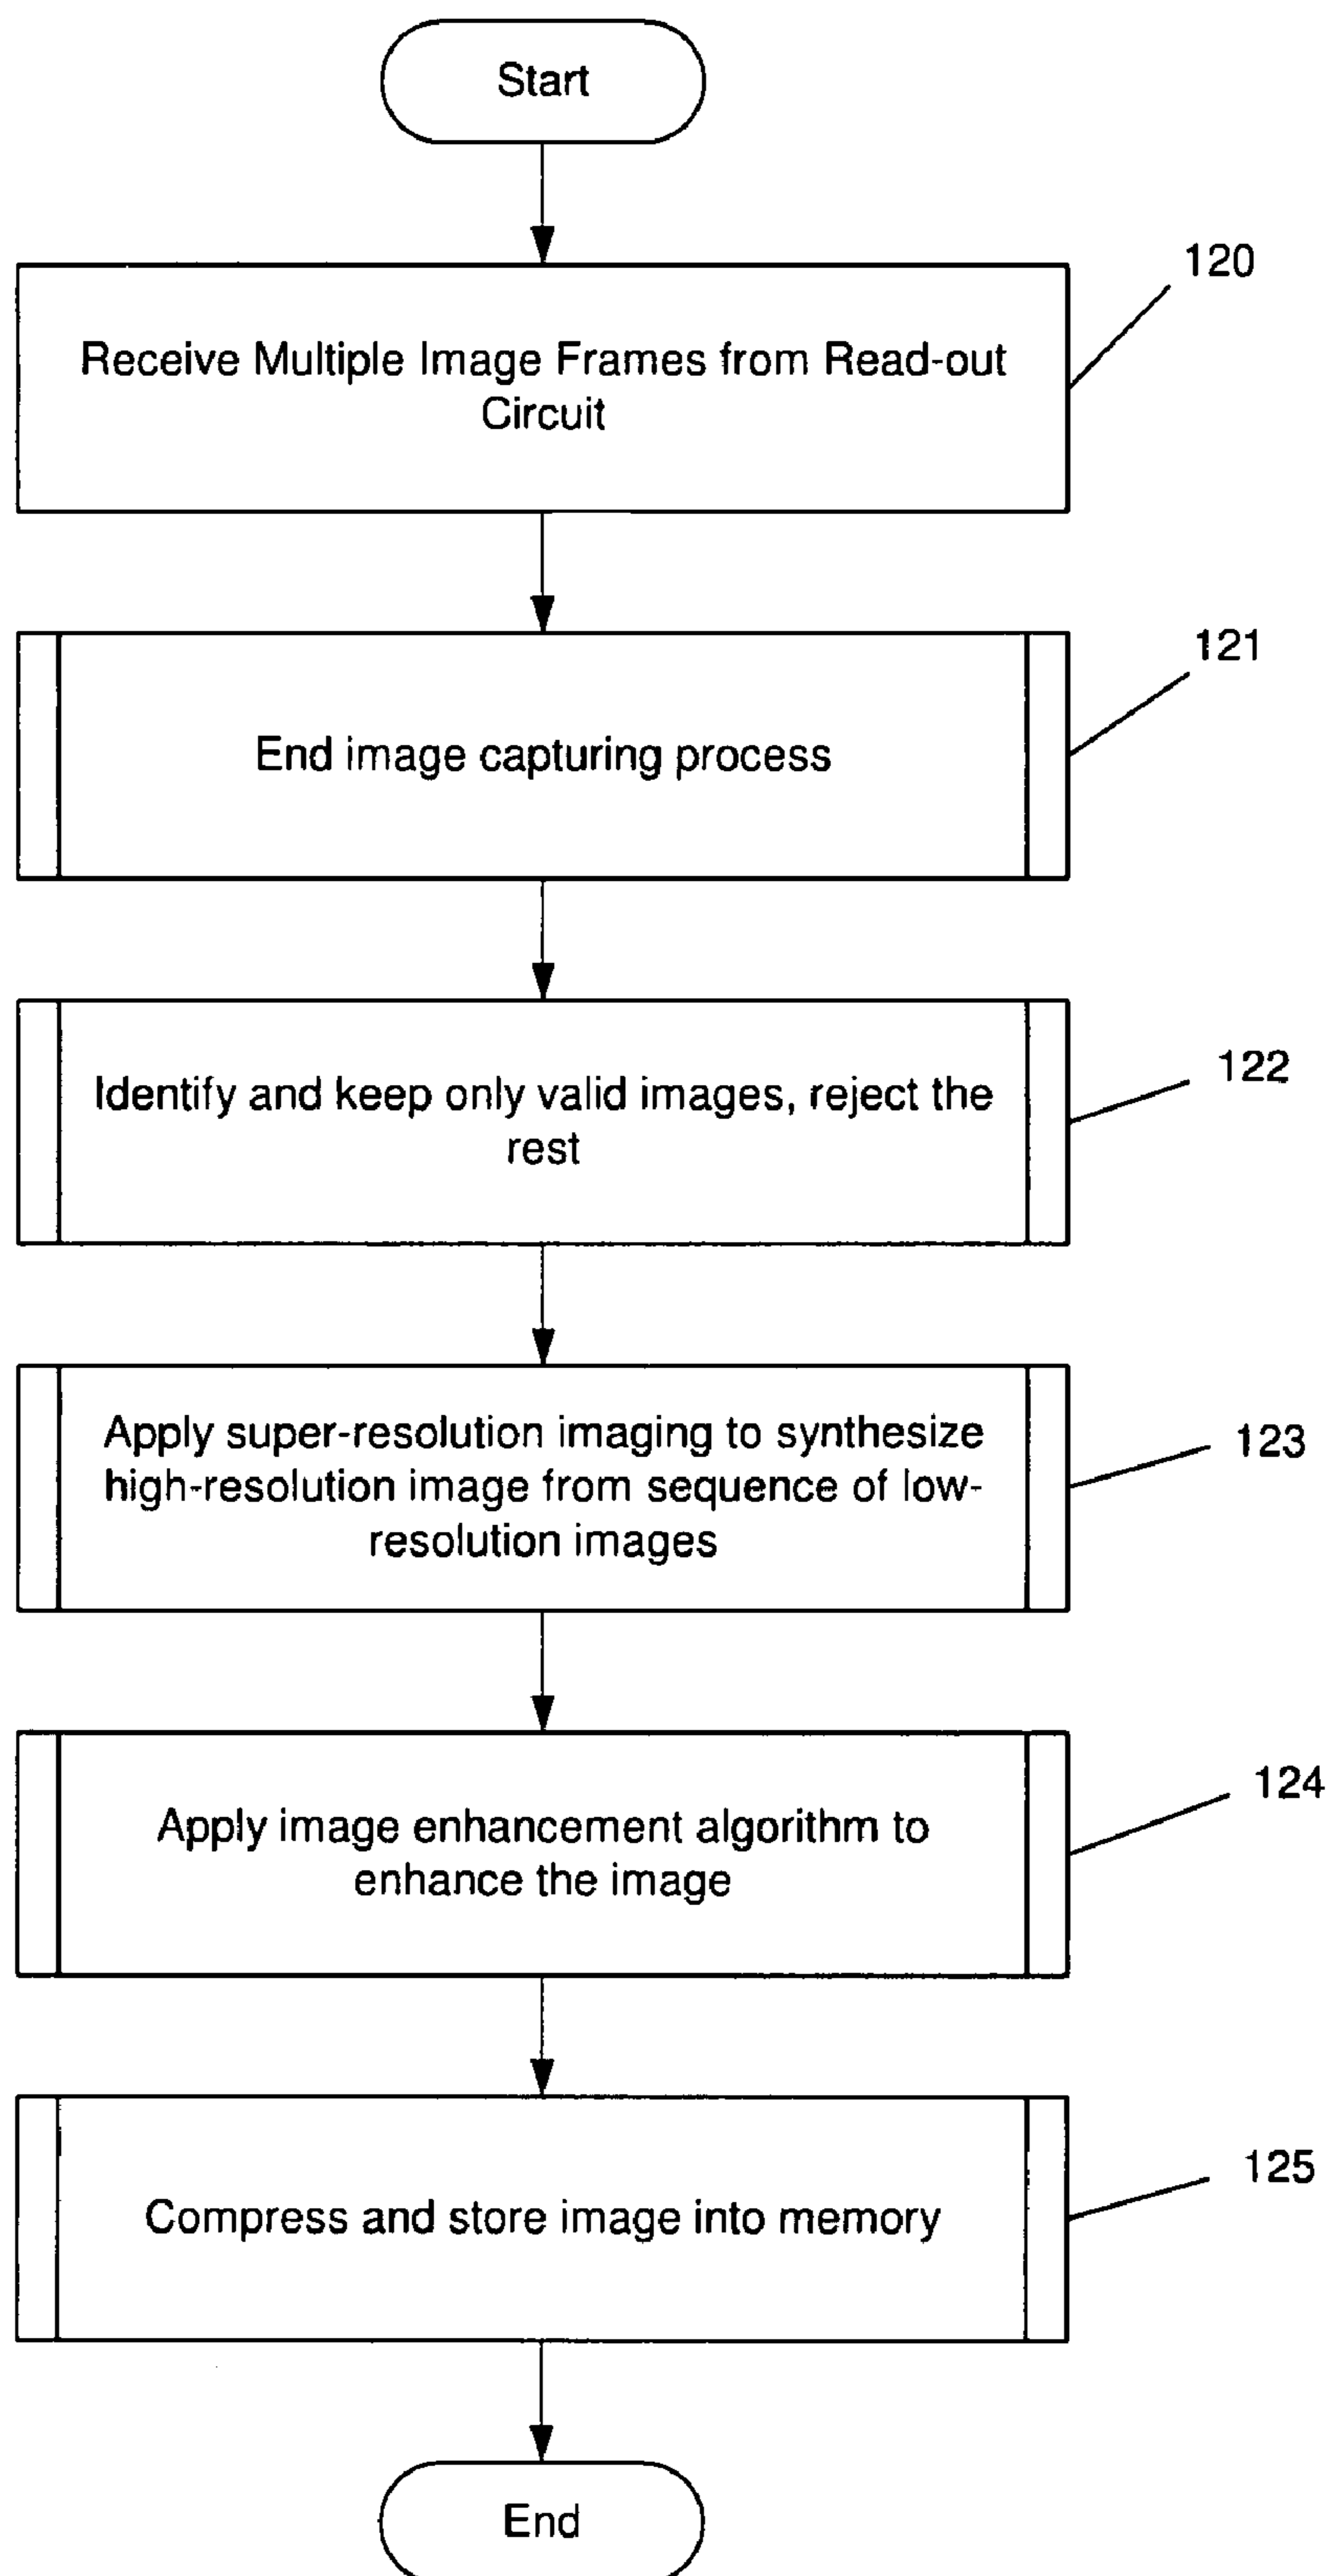 Start
120
Receive Multiple Image Frames from Read-out
Circuit
121
End image capturing process
122
Identify and keep only valid images, reject the
rest
123
Apply super-resolution imaging to synthesize
high-resolution image from sequence of low-
resolution images
124
Apply image enhancement algorithm to
enhance the image
125
Compress and store image into memory
End